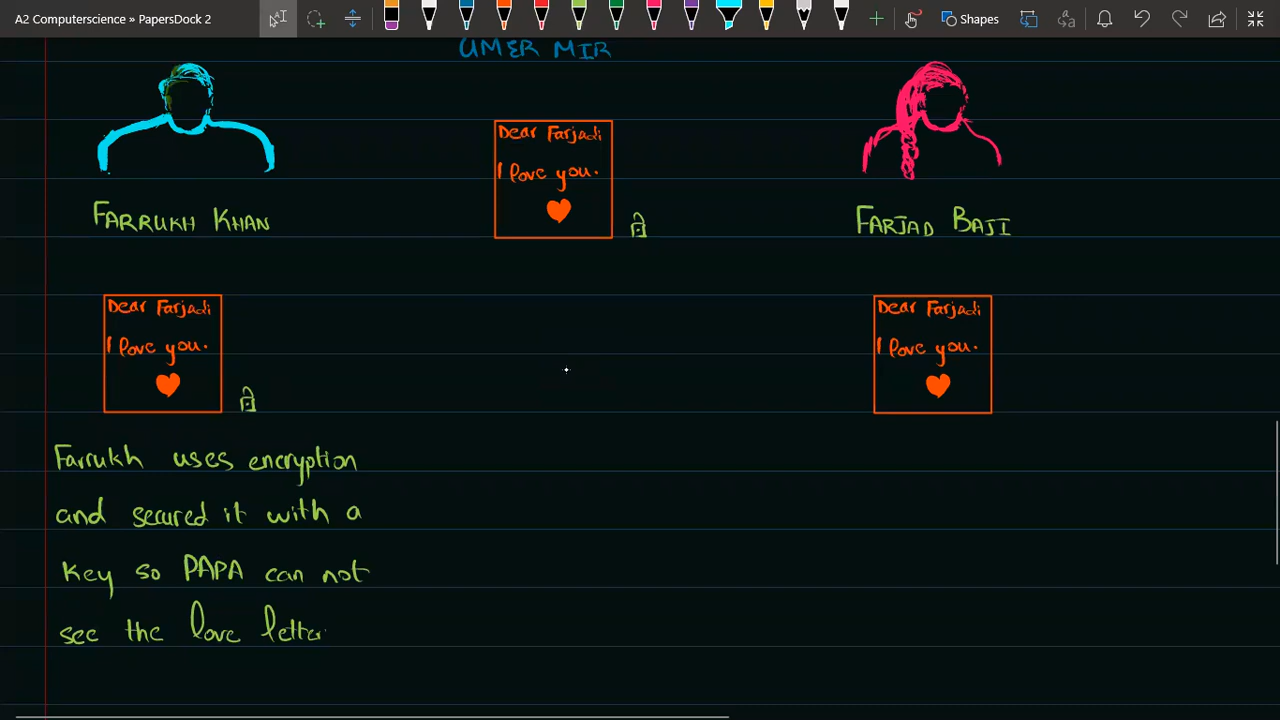 A2 Computerscience » PapersDock 2
Shapes
UMER MIR
Dear Farjadi
I love you.
FARRUKH KHAN
FARJAD BAJI
Dear Farjadi
I love you.
Dear Farjadi
I love you.
Farrukh uses encryption
and secured it with a
key so PAPA can not
see the love letter